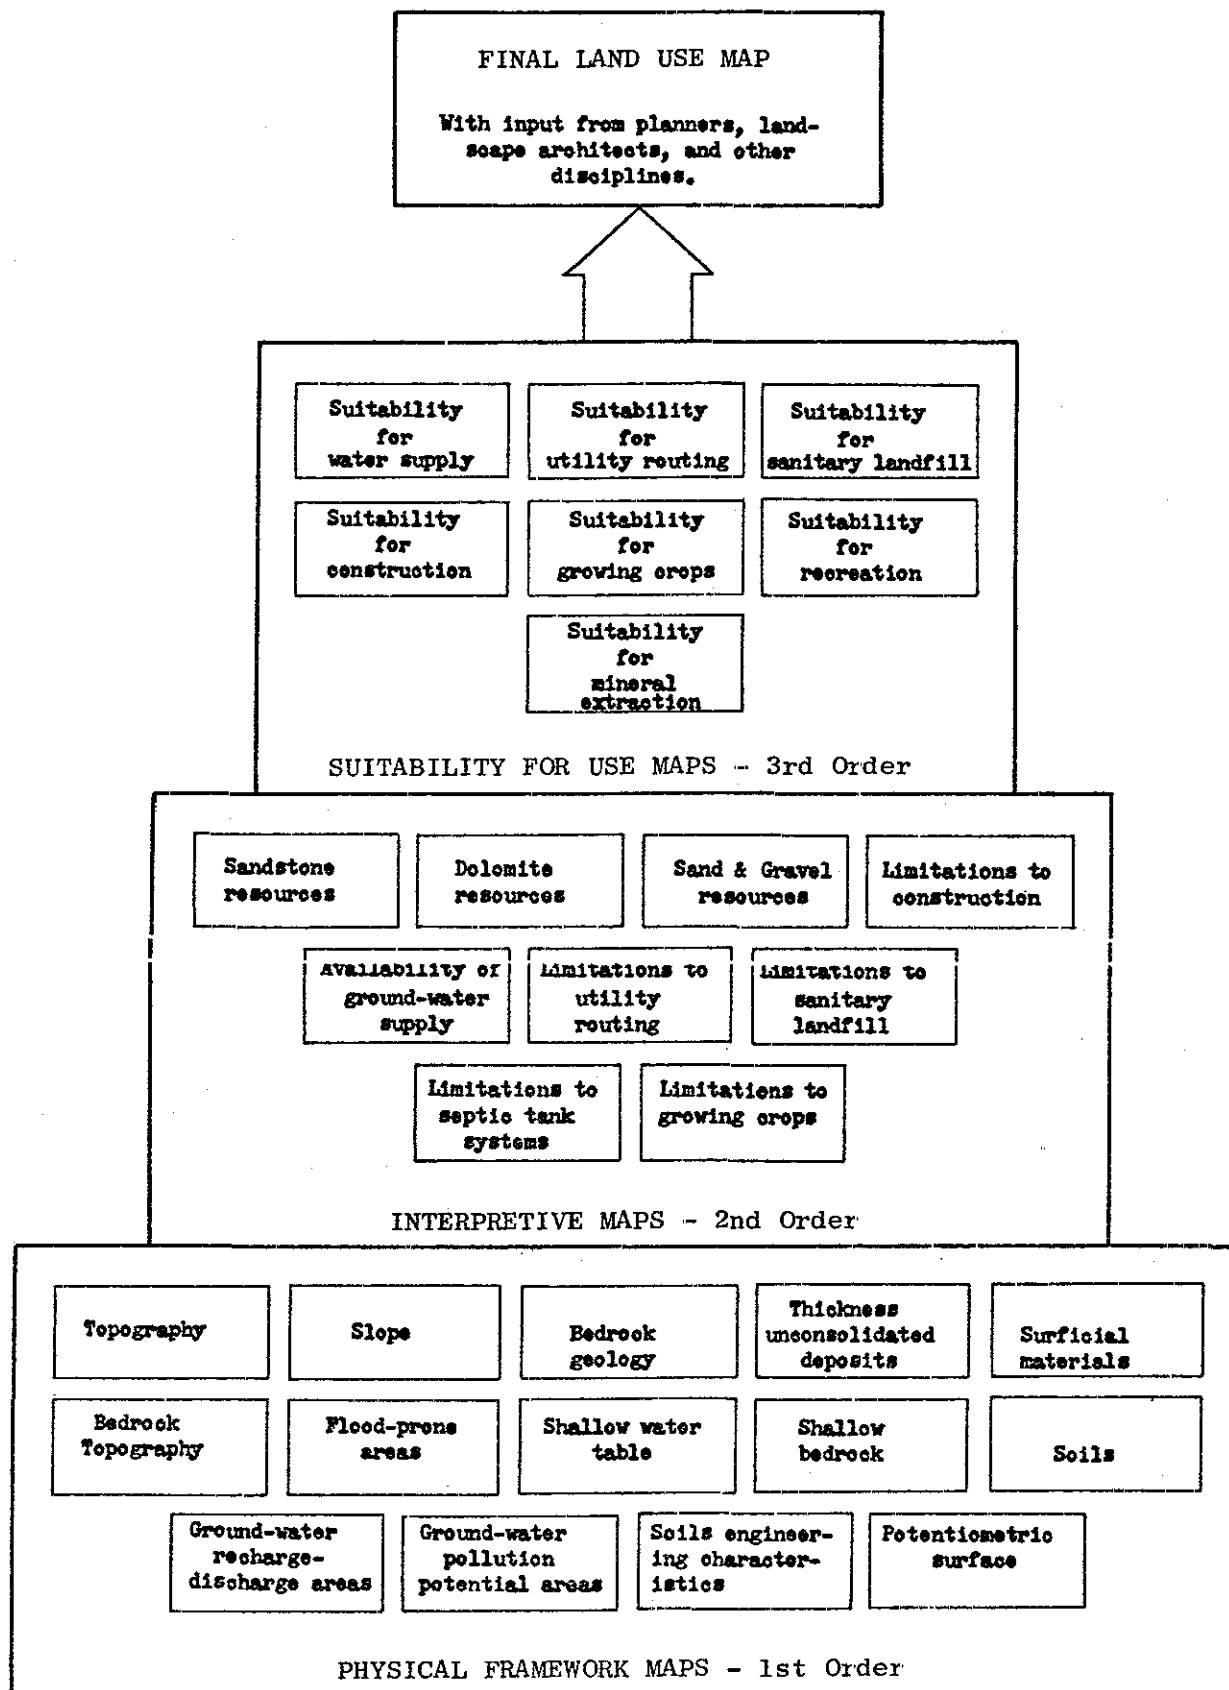 FINAL LAND USE MAP
With input from planners, land-
scape architects, and other
disciplines.
Suitability
for
water supply
Suitability
for
utility routing
Suitability
for
sanitary landfill
Suitability
for
construction
Suitability
for
growing crops
Suitability
for
recreation
Suitability
for
mineral
extraction
SUITABILITY FOR USE MAPS - 3rd Order
Sandstone
resources
Dolomite
resources
Sand & Gravel
resources
Limitations to
construction
Availability of
ground-water
supply
Limitations to
utility
routing
Limitations to
sanitary
landfill
Limitations to
septic tank
systems
Limitations to
growing crops
INTERPRETIVE MAPS - 2nd Order
Topography
Slope
Bedrock
geology
Thickness
unconsolidated
deposits
Surficial
materials
Bedrock
Topography
Flood-prone
areas
Shallow water
table
Shallow
bedrock
Soils
Ground-water
recharge-
discharge areas
Ground-water
pollution
potential areas
Soils engineer-
ing character-
istics
Potentiometric
surface
PHYSICAL FRAMEWORK MAPS - 1st Order